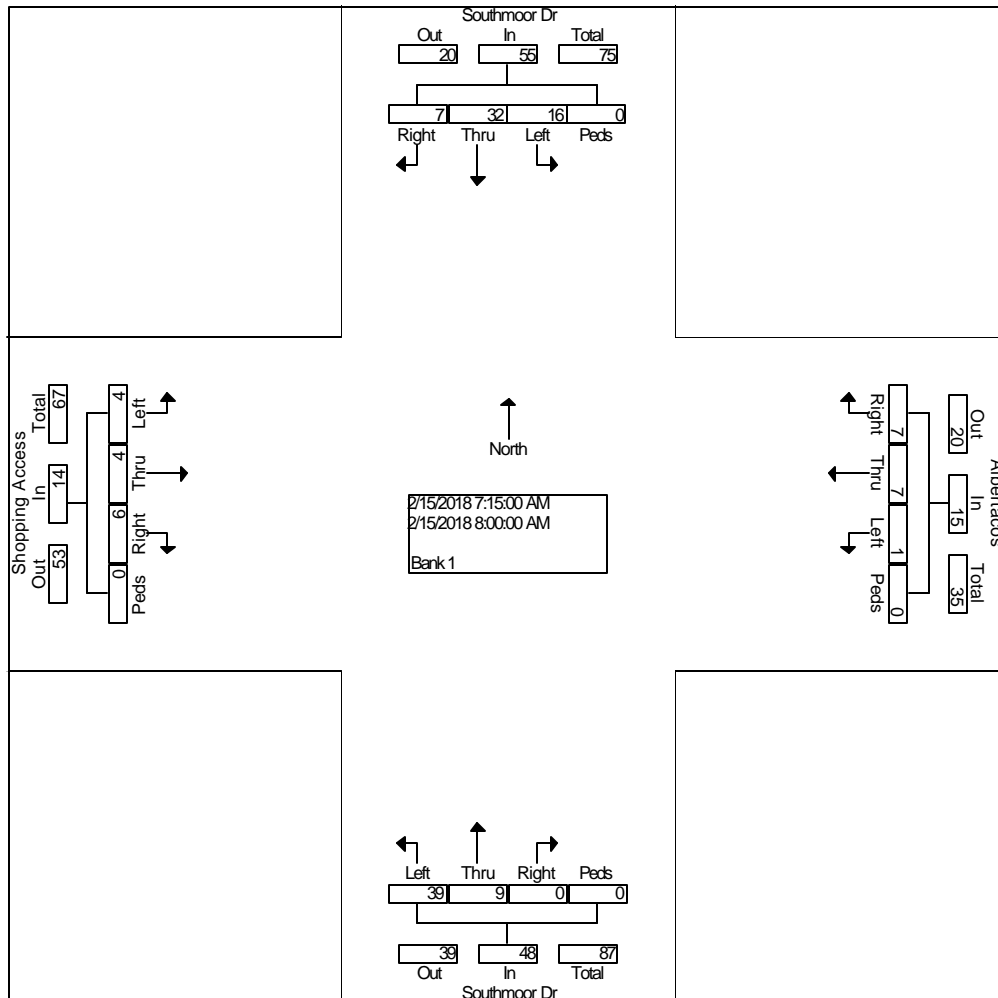 Southmoor Dr
Out In Total
20 55 75
7 32 16 0
Right Thru Left Peds
Shopping Access
Total In Out
67 14 53
4 4 6 0
Left Thru Right Peds
North
2/15/2018 7:15:00 AM
2/15/2018 8:00:00 AM
Bank 1
Right Thru Left Peds
7 7 1 0
Out In Total
20 15 35
Albertacos
Left Thru Right Peds
39 9 0 0
39 48 87
Out In Total
Southmoor Dr